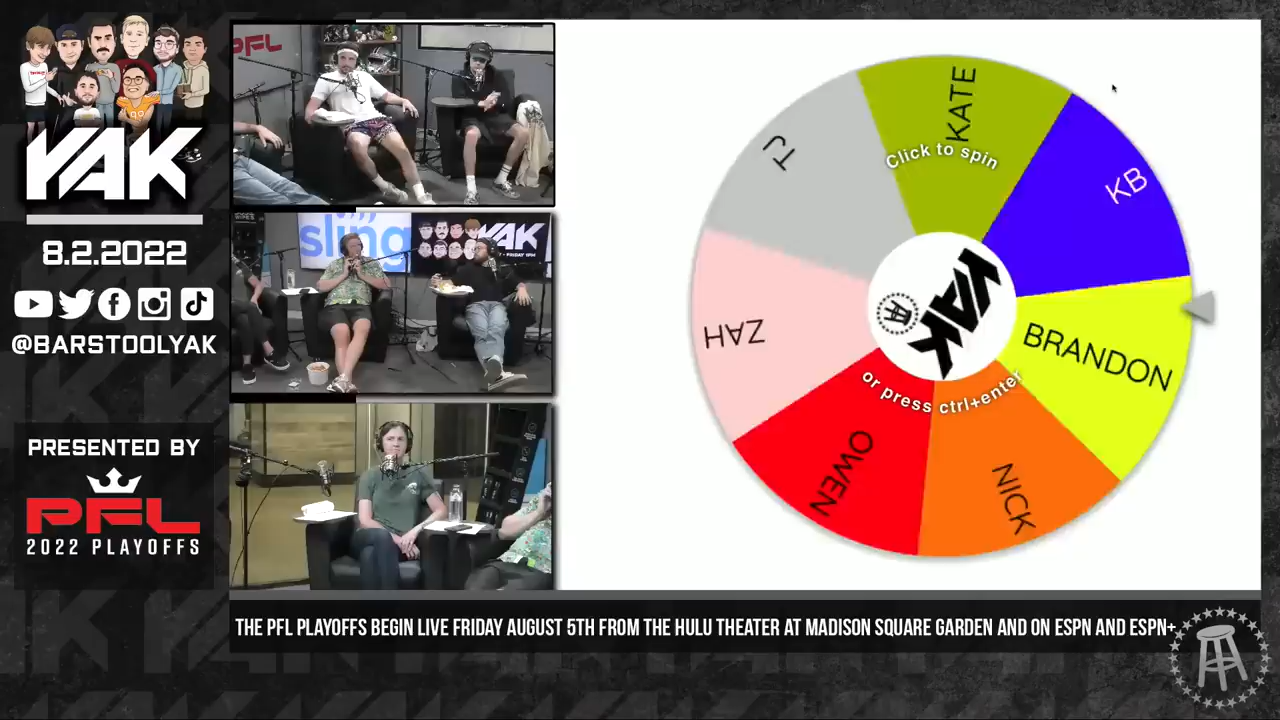 YAK
8.2.2022
@BARSTOOLYAK
PRESENTED BY
PFL
2022 PLAYOFFS
PFL
sling
YAK
KATE
KB
BRANDON
NICK
OWEN
ZAH
TJ
Click to spin
YAK
or press ctrl+enter
THE PFL PLAYOFFS BEGIN LIVE FRIDAY AUGUST 5TH FROM THE HULU THEATER AT MADISON SQUARE GARDEN AND ON ESPN AND ESPN+